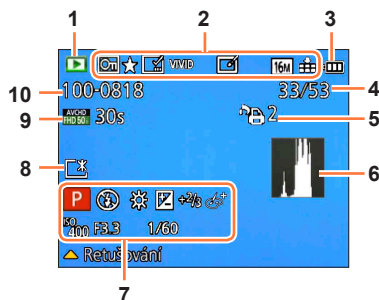 1 2 3
VIVID 16M
10 100-0818 33/53 4
9 AVCHD FHD 50i 30s 2 5
8 6
P +2/3
ISO 400 F3.3 1/60
Retušování
7